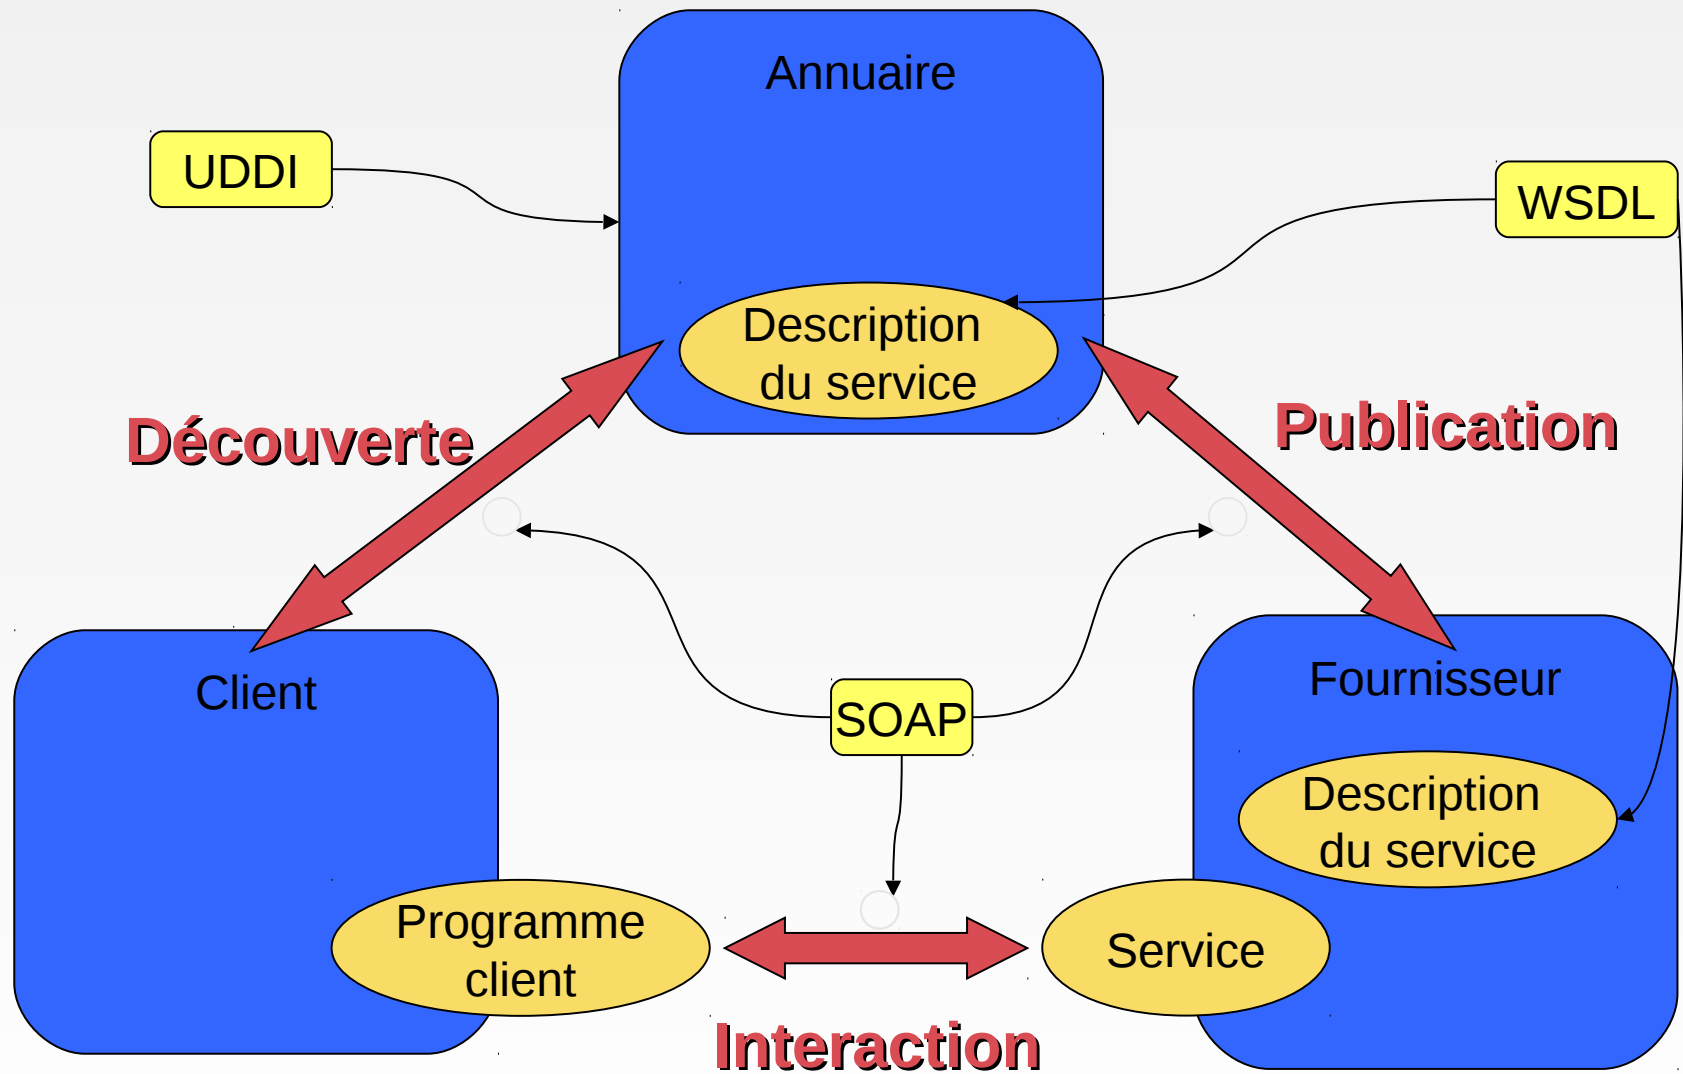 Annuaire
UDDI
WSDL
Description
du service
Découverte
Publication
Client
SOAP
Fournisseur
Description
du service
Programme
client
Service
Interaction